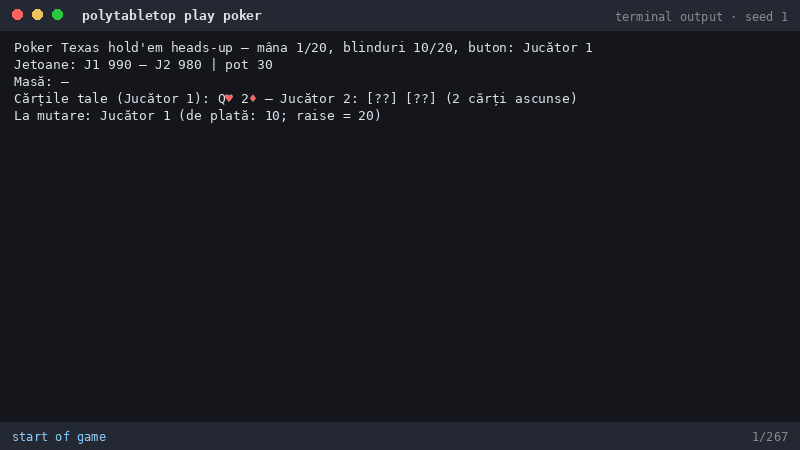 polytabletop play poker
terminal output · seed 1
Poker Texas hold'em heads-up — mâna 1/20, blinduri 10/20, buton: Jucător 1
Jetoane: J1 990 — J2 980 | pot 30
Masă: —
Cărțile tale (Jucător 1): Q♥ 2♦ — Jucător 2: [??] [??] (2 cărți ascunse)
La mutare: Jucător 1 (de plată: 10; raise = 20)
start of game
1/267